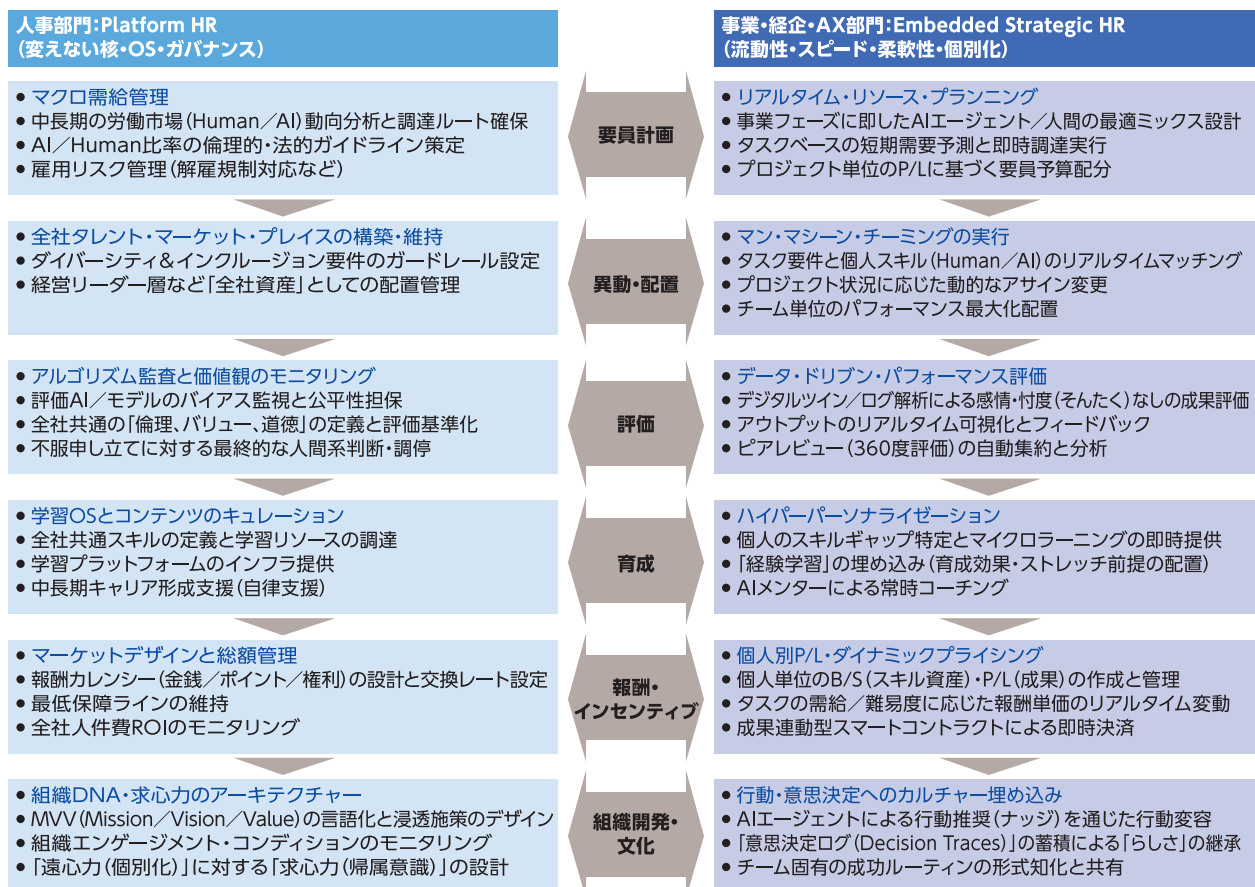 人事部門:Platform HR
(変えない核・OS・ガバナンス)
事業・経企・AX部門:Embedded Strategic HR
(流動性・スピード・柔軟性・個別化)
● マクロ需給管理
● 中長期の労働市場(Human/AI)動向分析と調達ルート確保
● AI/Human比率の倫理的・法的ガイドライン策定
● 雇用リスク管理(解雇規制対応など)
要員計画
● リアルタイム・リソース・プランニング
● 事業フェーズに即したAIエージェント/人間の最適ミックス設計
● タスクベースの短期需要予測と即時調達実行
● プロジェクト単位のP/Lに基づく要員予算配分
● 全社タレント・マーケット・プレイスの構築・維持
● ダイバーシティ&インクルージョン要件のガードレール設定
● 経営リーダー層など「全社資産」としての配置管理
異動・配置
● マン・マシーン・チーミングの実行
● タスク要件と個人スキル(Human/AI)のリアルタイムマッチング
● プロジェクト状況に応じた動的なアサイン変更
● チーム単位のパフォーマンス最大化配置
● アルゴリズム監査と価値観のモニタリング
● 評価AI/モデルのバイアス監視と公平性担保
● 全社共通の「倫理、バリュー、道徳」の定義と評価基準化
● 不服申し立てに対する最終的な人間系判断・調停
評価
● データ・ドリブン・パフォーマンス評価
● デジタルツイン/ログ解析による感情・忖度(そんたく)なしの成果評価
● アウトプットのリアルタイム可視化とフィードバック
● ピアレビュー(360度評価)の自動集約と分析
● 学習OSとコンテンツのキュレーション
● 全社共通スキルの定義と学習リソースの調達
● 学習プラットフォームのインフラ提供
● 中長期キャリア形成支援(自律支援)
育成
● ハイパーパーソナライゼーション
● 個人のスキルギャップ特定とマイクロラーニングの即時提供
● 「経験学習」の埋め込み(育成効果・ストレッチ前提の配置)
● AIメンターによる常時コーチング
● マーケットデザインと総額管理
● 報酬カレンシー(金銭/ポイント/権利)の設計と交換レート設定
● 最低保障ラインの維持
● 全社人件費ROIのモニタリング
報酬・
インセンティブ
● 個人別P/L・ダイナミックプライシング
● 個人単位のB/S(スキル資産)・P/L(成果)の作成と管理
● タスクの需給/難易度に応じた報酬単価のリアルタイム変動
● 成果連動型スマートコントラクトによる即時決済
● 組織DNA・求心力のアーキテクチャー
● MVV(Mission/Vision/Value)の言語化と浸透施策のデザイン
● 組織エンゲージメント・コンディションのモニタリング
● 「遠心力(個別化)」に対する「求心力(帰属意識)」の設計
組織開発・
文化
● 行動・意思決定へのカルチャー埋め込み
● AIエージェントによる行動推奨(ナッジ)を通じた行動変容
● 「意思決定ログ(Decision Traces)」の蓄積による「らしさ」の継承
● チーム固有の成功ルーティンの形式知化と共有